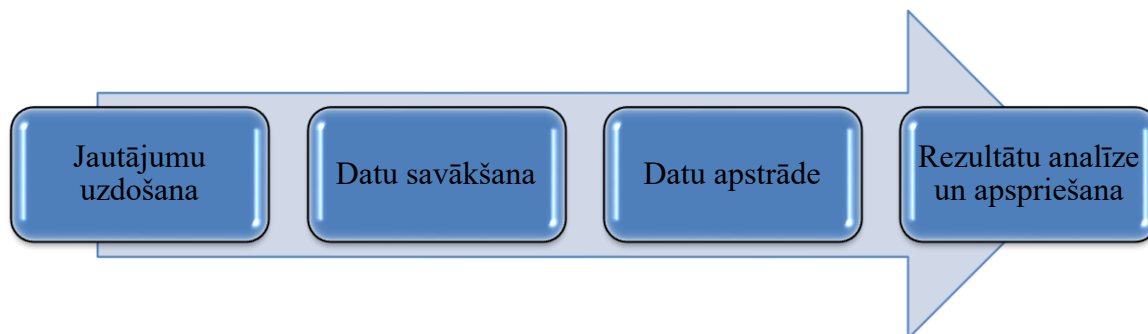 Jautājumu
uzdošana
Datu savākšana
Datu apstrāde
Rezultātu analīze
un apspriešana